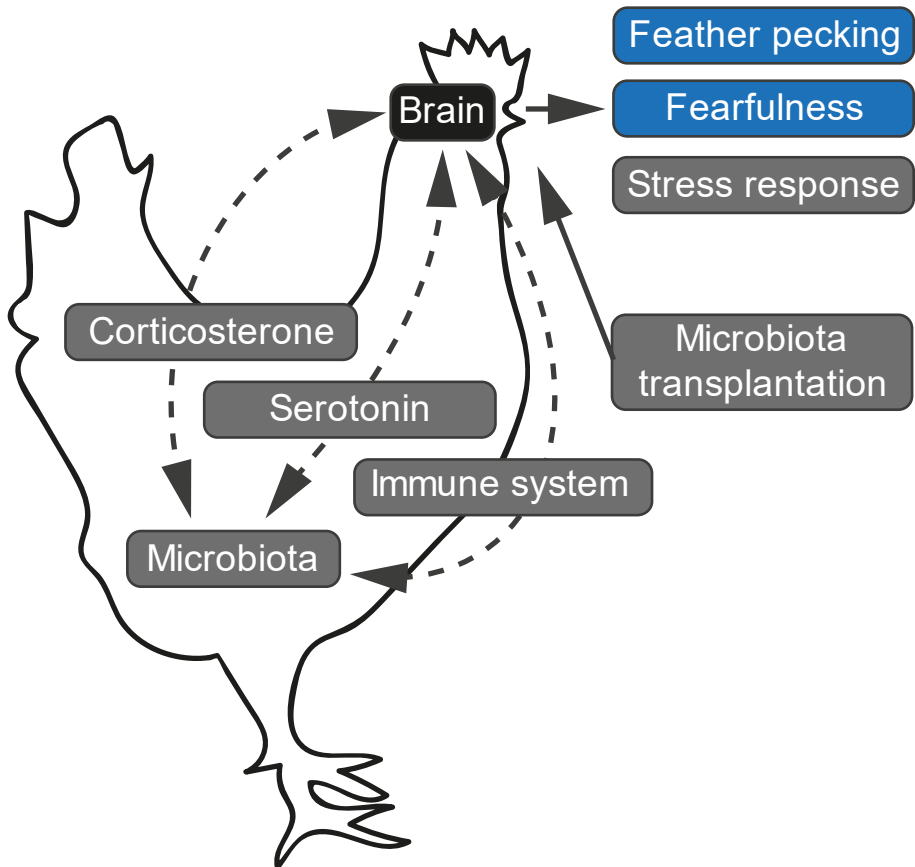 Feather pecking
Brain
Fearfulness
Stress response
Corticosterone
Microbiota
transplantation
Serotonin
Immune system
Microbiota